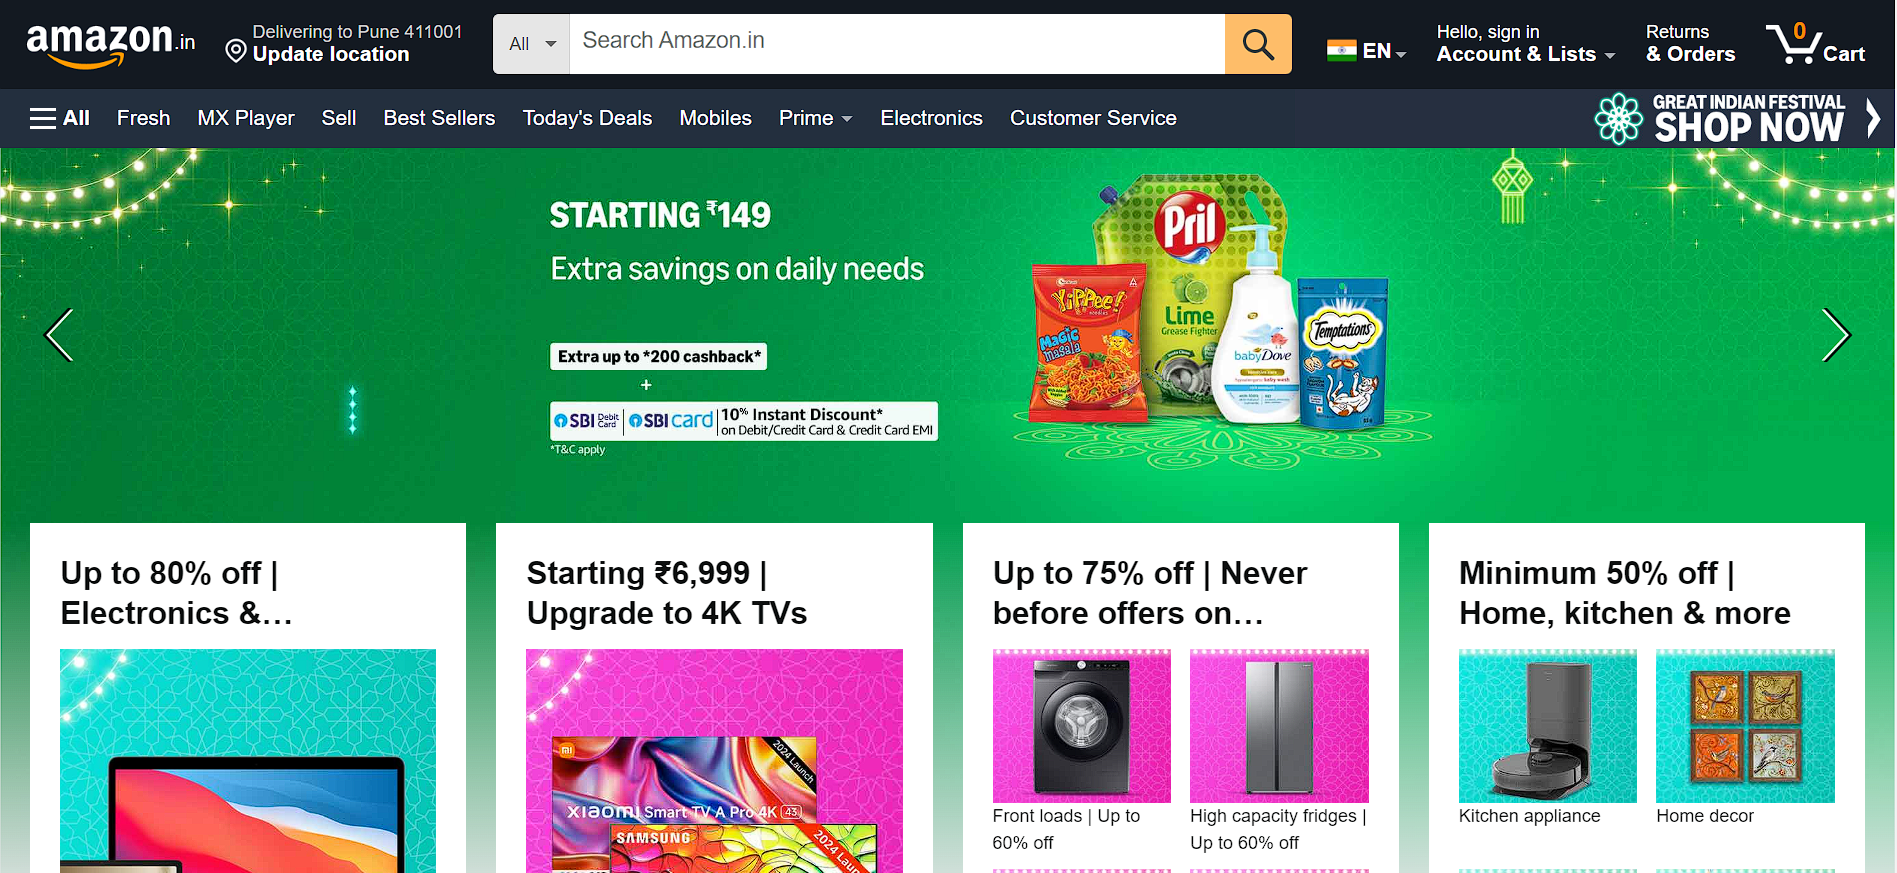 amazon.in
Delivering to Pune 411001
Update location
All
Search Amazon.in
EN
Hello, sign in
Account & Lists
Returns
& Orders
0
Cart
All
Fresh
MX Player
Sell
Best Sellers
Today's Deals
Mobiles
Prime
Electronics
Customer Service
GREAT INDIAN FESTIVAL
SHOP NOW
STARTING ₹149
Extra savings on daily needs
Extra up to *200 cashback*
+
SBI Debit Card | SBI card | 10% Instant Discount*
on Debit/Credit Card & Credit Card EMI
*T&C apply
YiPPee!
noodles
Magic
masala
Pril
Lime
Grease Fighter
baby Dove
Temptations
Up to 80% off |
Electronics &...
Starting ₹6,999 |
Upgrade to 4K TVs
Up to 75% off | Never
before offers on...
Minimum 50% off |
Home, kitchen & more
mi
2024 Launch
Xiaomi Smart TV A Pro 4K 43
SAMSUNG
2024 Lau
Front loads | Up to
60% off
High capacity fridges |
Up to 60% off
Kitchen appliance
Home decor